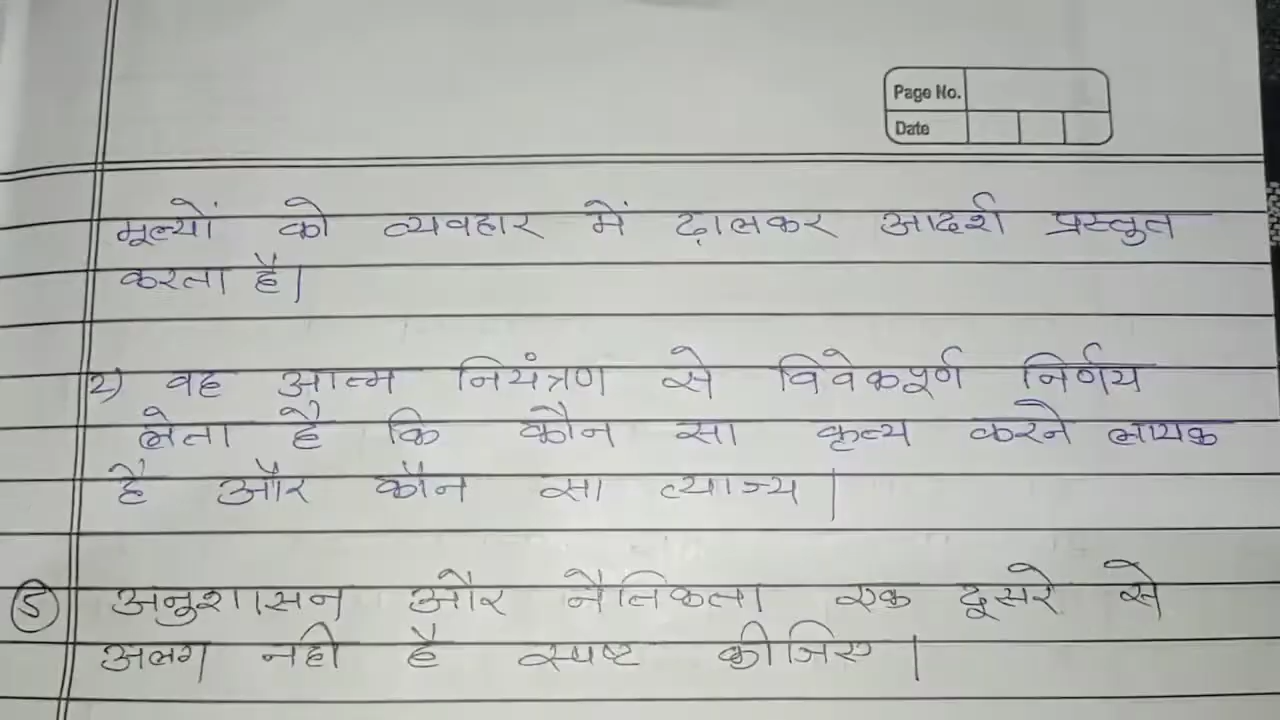 Page No.
Date
मूल्यों को व्यवहार में ढ़ालकर आदर्श प्रस्तुत
करता है।
२) वह आत्म नियंत्रण से विवेकपूर्ण निर्णय
लेता है कि कौन सा कृत्य करने लायक
है और कौन सा त्याज्य।
5 अनुशासन और नैतिकता एक दूसरे से
अलग नही है स्पष्ट कीजिए।